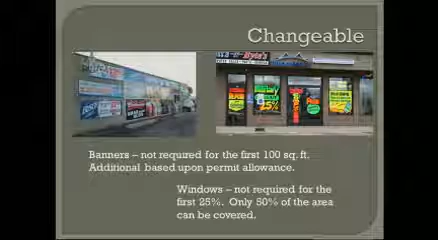 Changeable
Banners – not required for the first 100 sq. ft.
Additional based upon permit allowance.
Windows – not required for the
first 25%. Only 50% of the area
can be covered.